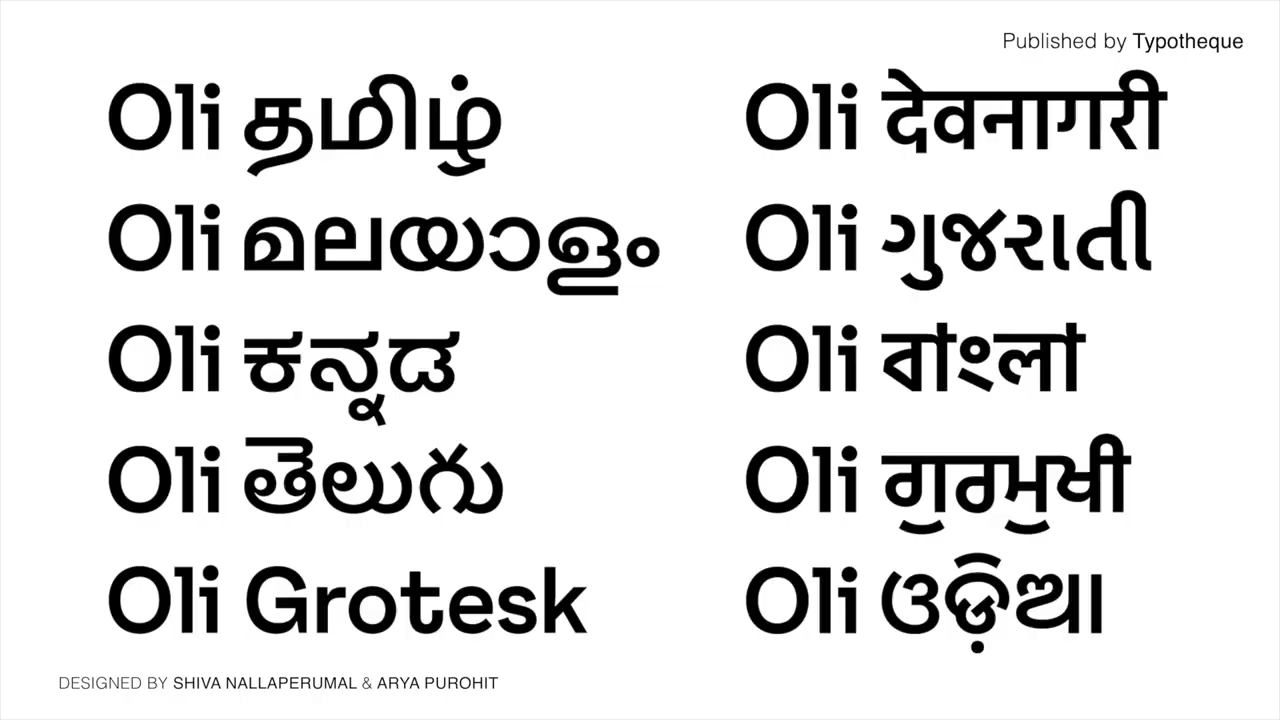 Published by Typotheque
Oli தமிழ்
Oli മലയാളം
Oli ಕನ್ನಡ
Oli తెలుగు
Oli Grotesk
Oli देवनागरी
Oli ગુજરાતી
Oli বাংলা
Oli ਗੁਰਮੁਖੀ
Oli ଓଡ଼ିଆ
DESIGNED BY SHIVA NALLAPERUMAL & ARYA PUROHIT